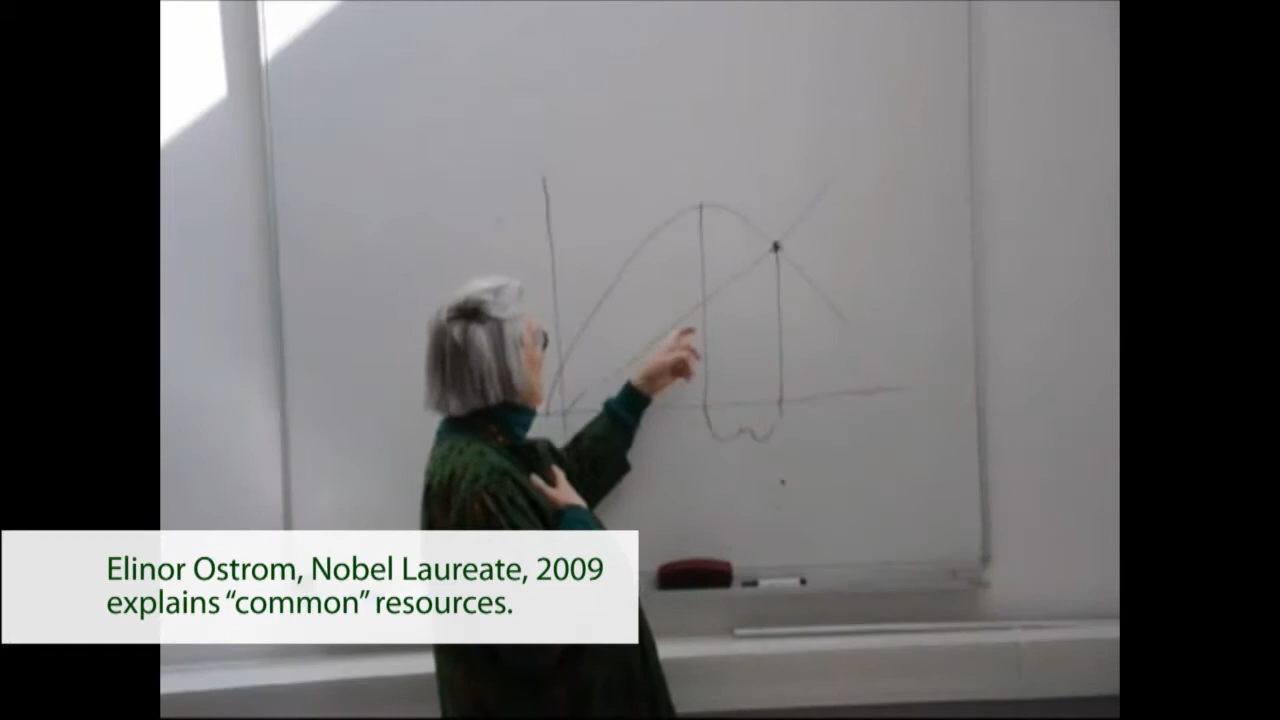 Elinor Ostrom, Nobel Laureate, 2009
explains “common” resources.